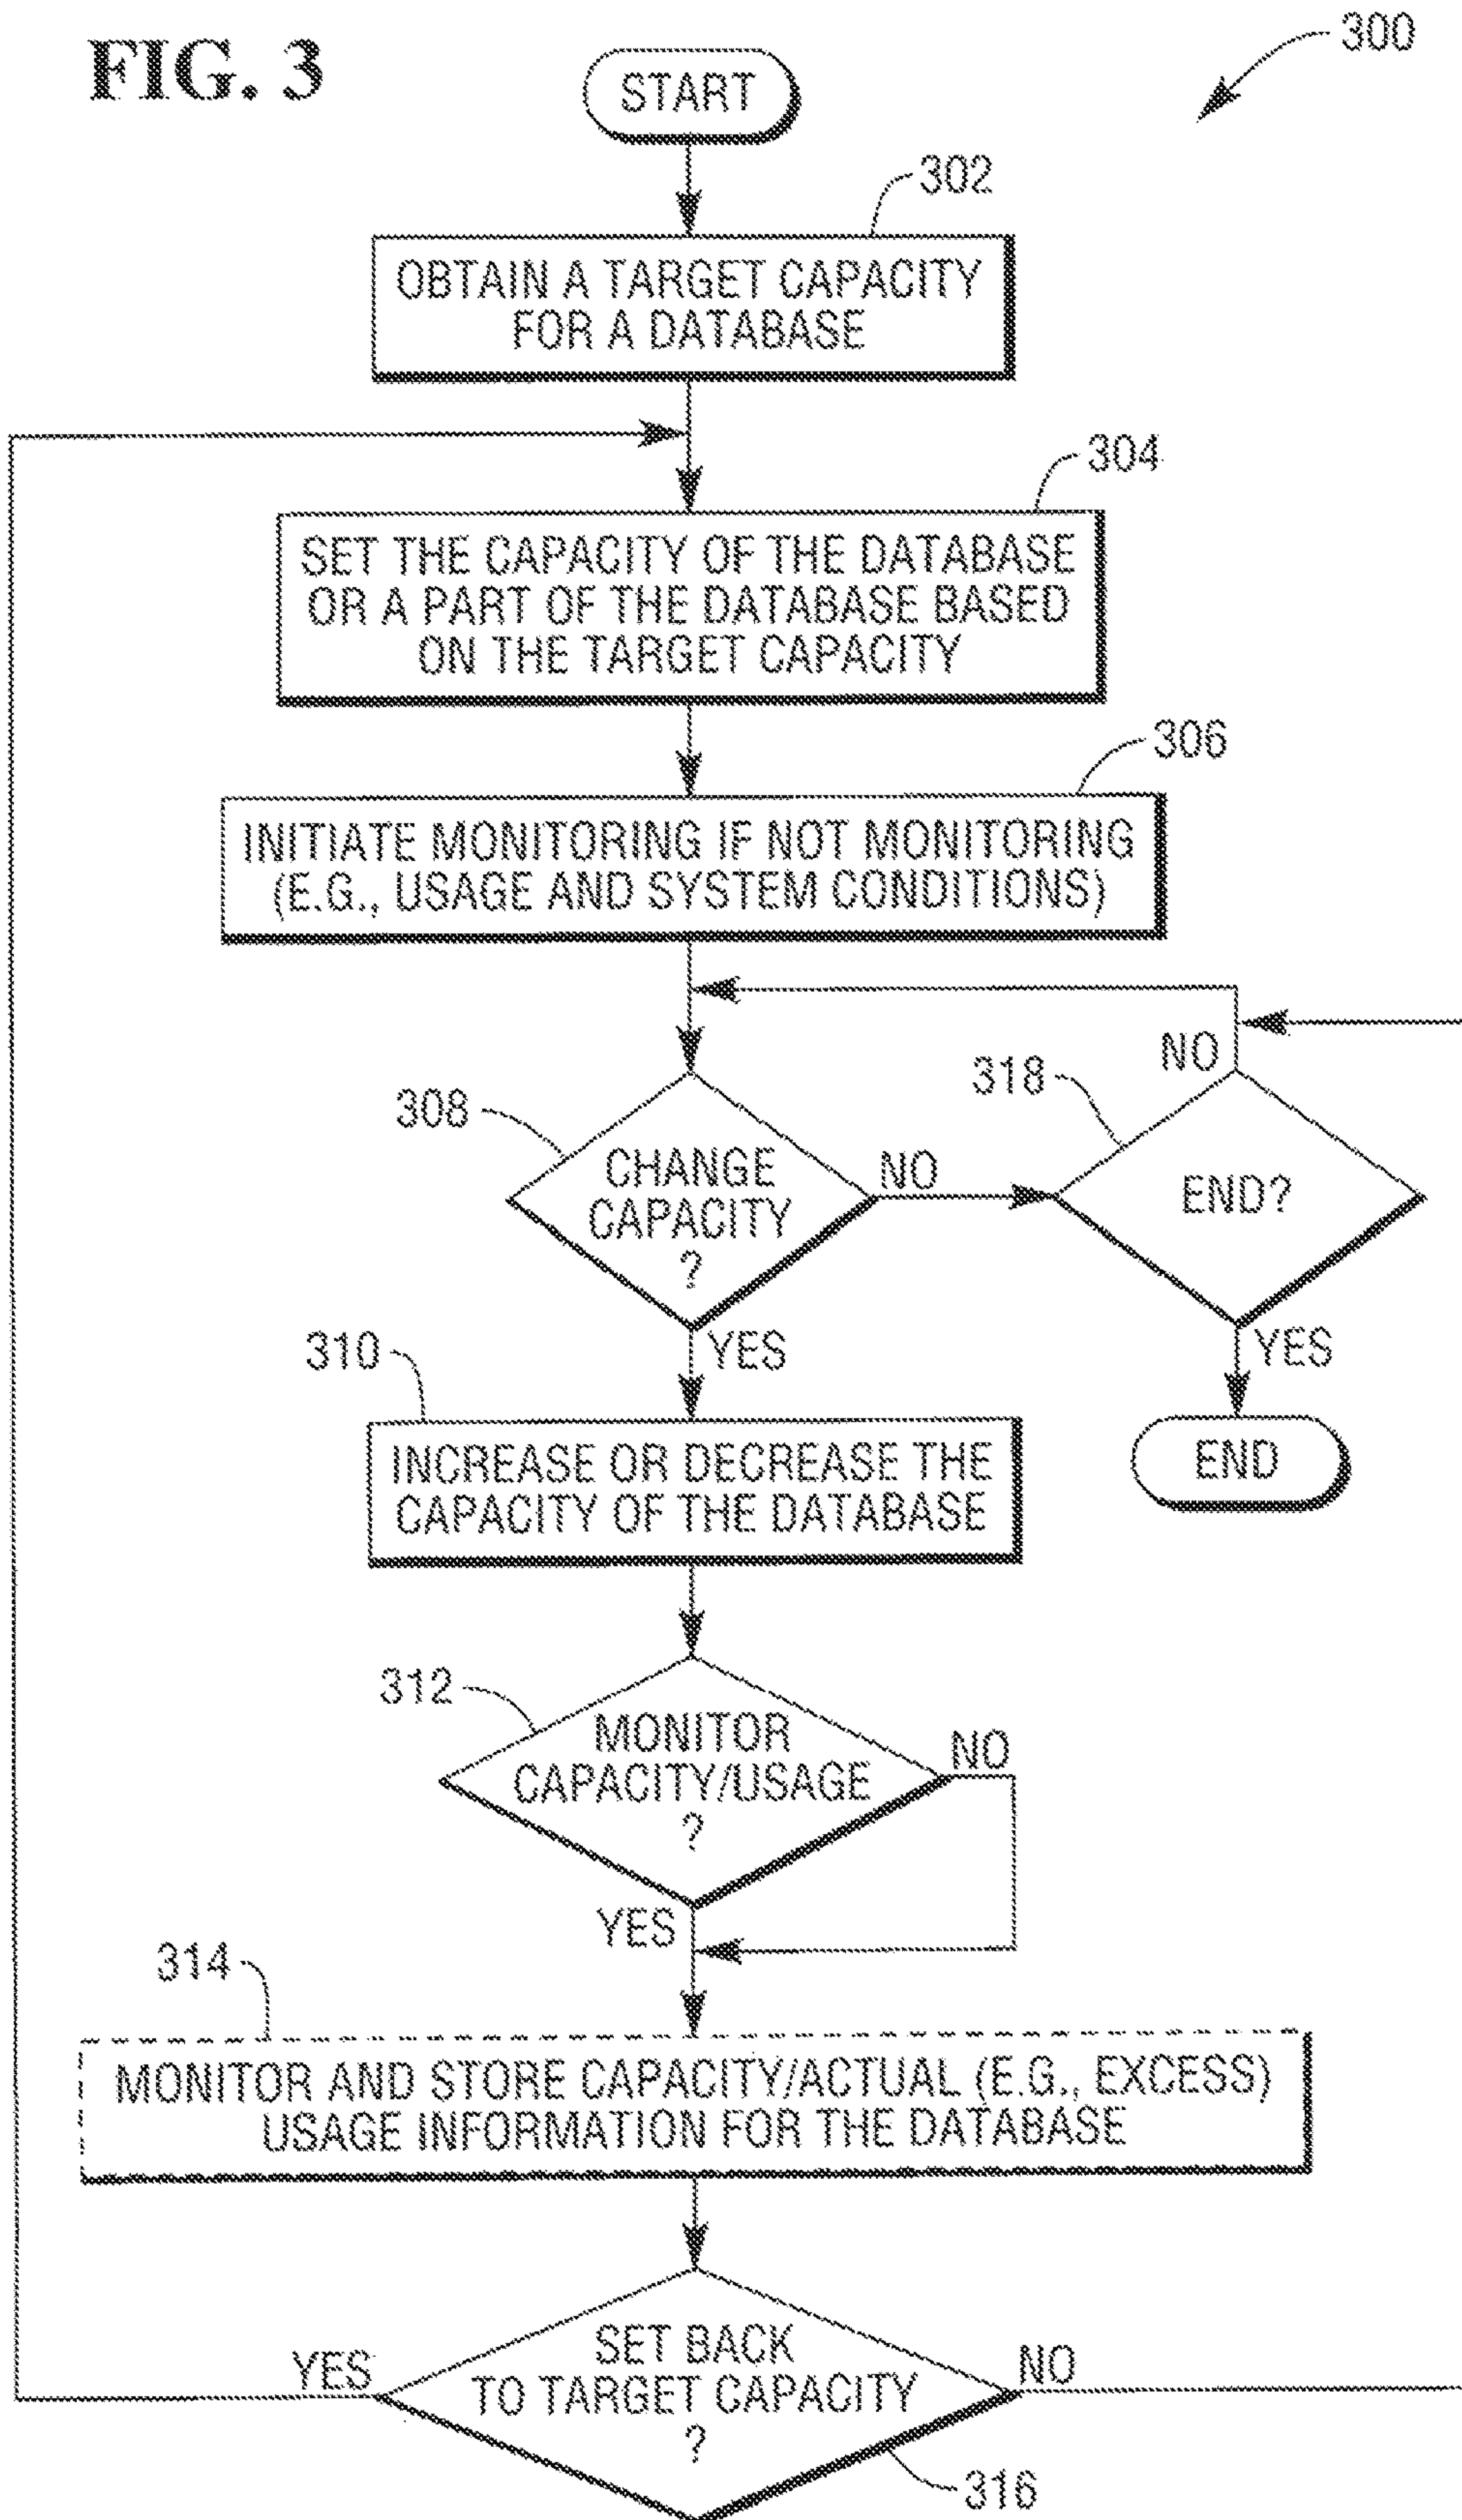 FIG. 3
300
START
302
OBTAIN A TARGET CAPACITY
FOR A DATABASE
304
SET THE CAPACITY OF THE DATABASE
OR A PART OF THE DATABASE BASED
ON THE TARGET CAPACITY
306
INITIATE MONITORING IF NOT MONITORING
(E.G., USAGE AND SYSTEM CONDITIONS)
308
CHANGE
CAPACITY
?
NO
YES
318
NO
END?
YES
END
310
INCREASE OR DECREASE THE
CAPACITY OF THE DATABASE
312
MONITOR
CAPACITY/USAGE
?
NO
YES
314
MONITOR AND STORE CAPACITY/ACTUAL (E.G., EXCESS)
USAGE INFORMATION FOR THE DATABASE
YES
SET BACK
TO TARGET CAPACITY
?
NO
316